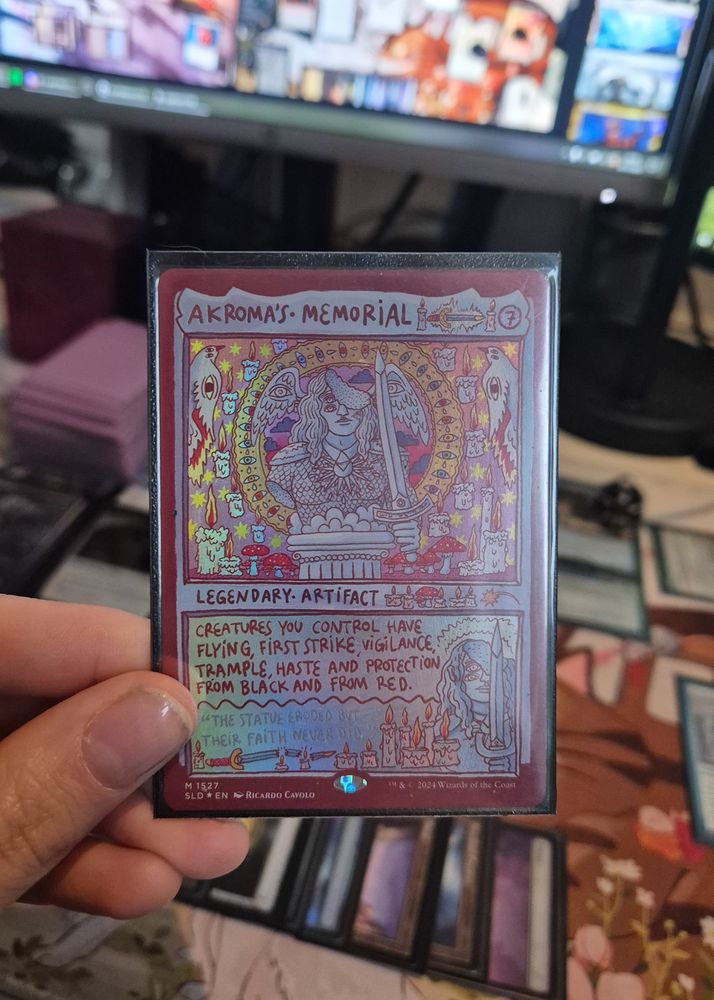 AKROMA'S · MEMORIAL 7
LEGENDARY · ARTIFACT
CREATURES YOU CONTROL HAVE
FLYING, FIRST STRIKE, VIGILANCE,
TRAMPLE, HASTE AND PROTECTION
FROM BLACK AND FROM RED.
"THE STATUE ERODED BUT
THEIR FAITH NEVER DID."
M 1527
SLD ★ EN Ricardo Cavolo
™ & © 2024 Wizards of the Coast